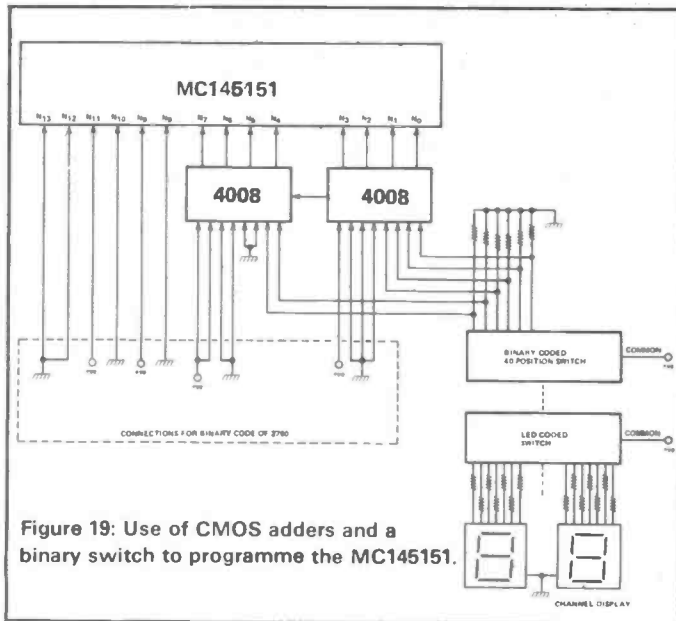 MC145151
N13 N12 N11 N10 N9 N8 N7 N6 N5 N4 N3 N2 N1 N0
4008 4008
BINARY CODED
40 POSITION SWITCH
COMMON
CONNECTIONS FOR BINARY CODE OF 2760
LED CODED
SWITCH
COMMON
Figure 19: Use of CMOS adders and a
binary switch to programme the MC145151.
CHANNEL DISPLAY